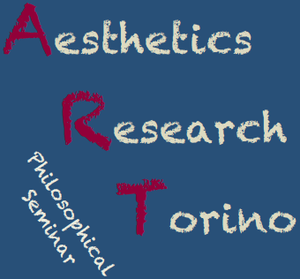 Aesthetics
Research
Torino
Philosophical
Seminar